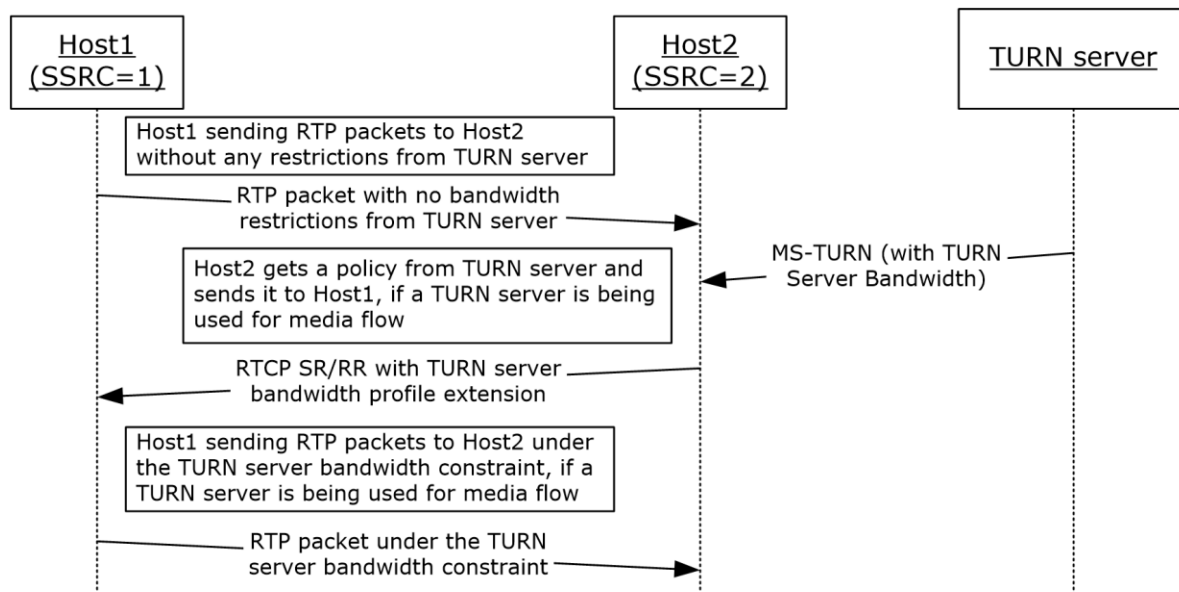 Host1
(SSRC=1)
Host2
(SSRC=2)
TURN server
Host1 sending RTP packets to Host2
without any restrictions from TURN server
RTP packet with no bandwidth
restrictions from TURN server
MS-TURN (with TURN
Server Bandwidth)
Host2 gets a policy from TURN server and
sends it to Host1, if a TURN server is being
used for media flow
RTCP SR/RR with TURN server
bandwidth profile extension
Host1 sending RTP packets to Host2 under
the TURN server bandwidth constraint, if a
TURN server is being used for media flow
RTP packet under the TURN
server bandwidth constraint